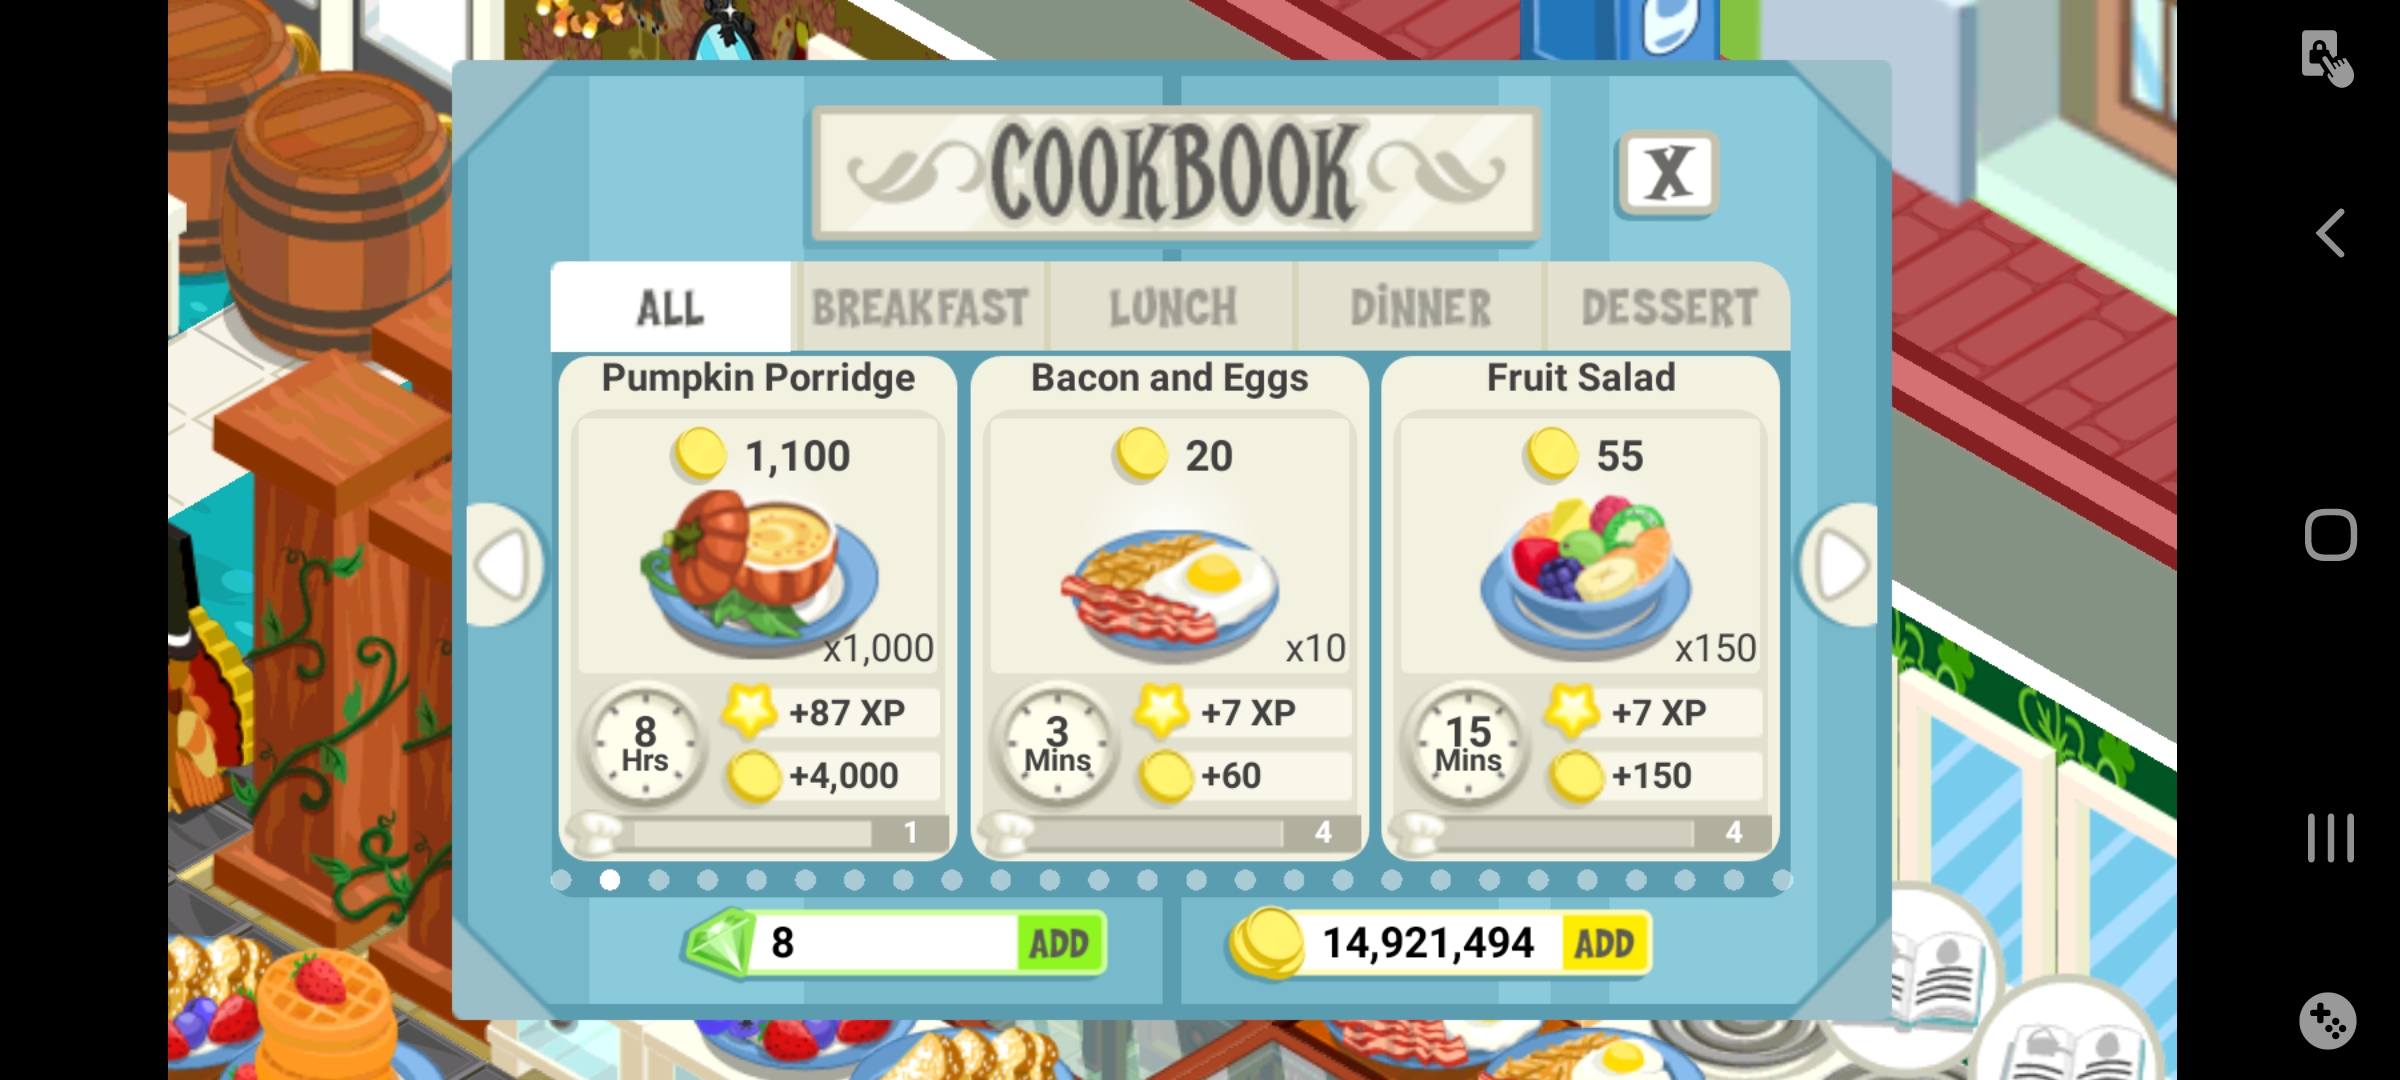 COOKBOOK
X
ALL BREAKFAST LUNCH DINNER DESSERT
Pumpkin Porridge
1,100
x1,000
8
Hrs
+87 XP
+4,000
1
Bacon and Eggs
20
x10
3
Mins
+7 XP
+60
4
Fruit Salad
55
x150
15
Mins
+7 XP
+150
4
8 ADD
14,921,494 ADD